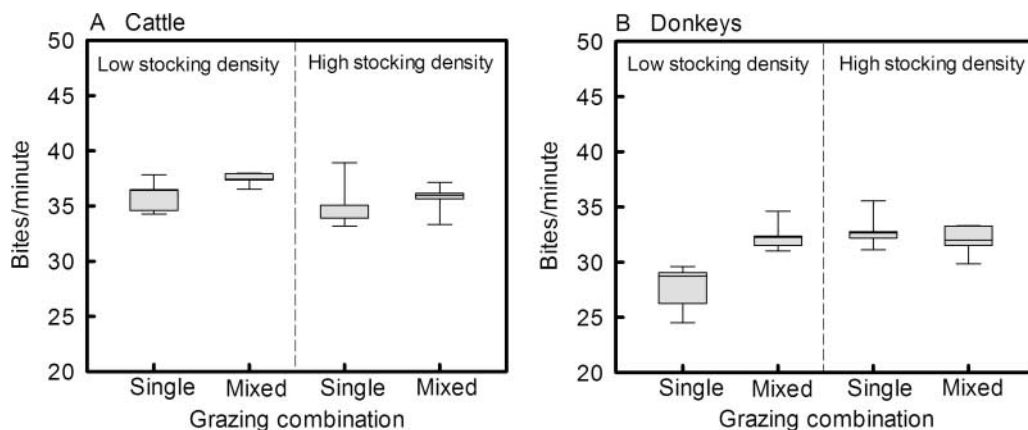 A Cattle
Bites/minute
50
45
40
35
30
25
20
Low stocking density
High stocking density
Single
Mixed
Single
Mixed
Grazing combination
B Donkeys
Bites/minute
50
45
40
35
30
25
20
Low stocking density
High stocking density
Single
Mixed
Single
Mixed
Grazing combination